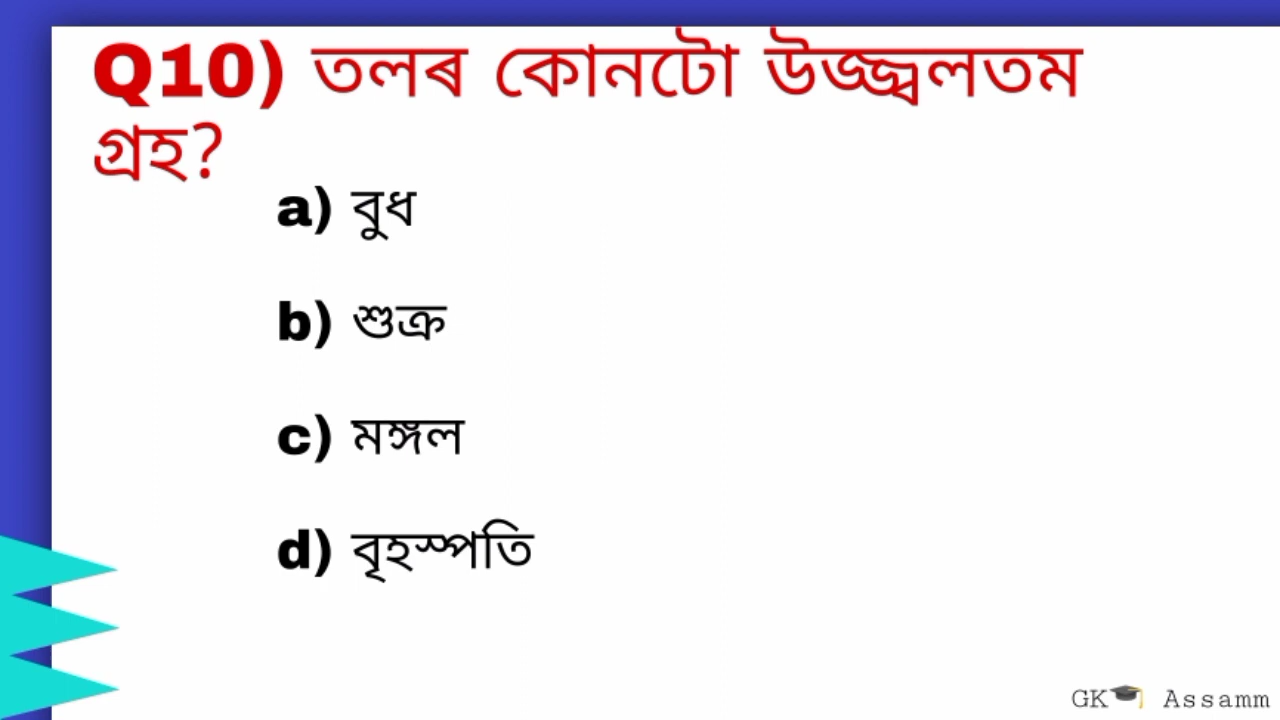 Q10) তলৰ কোনটো উজ্জ্বলতম
গ্ৰহ?
a) বুধ
b) শুক্ৰ
c) মঙ্গল
d) বৃহস্পতি
GK Assamm